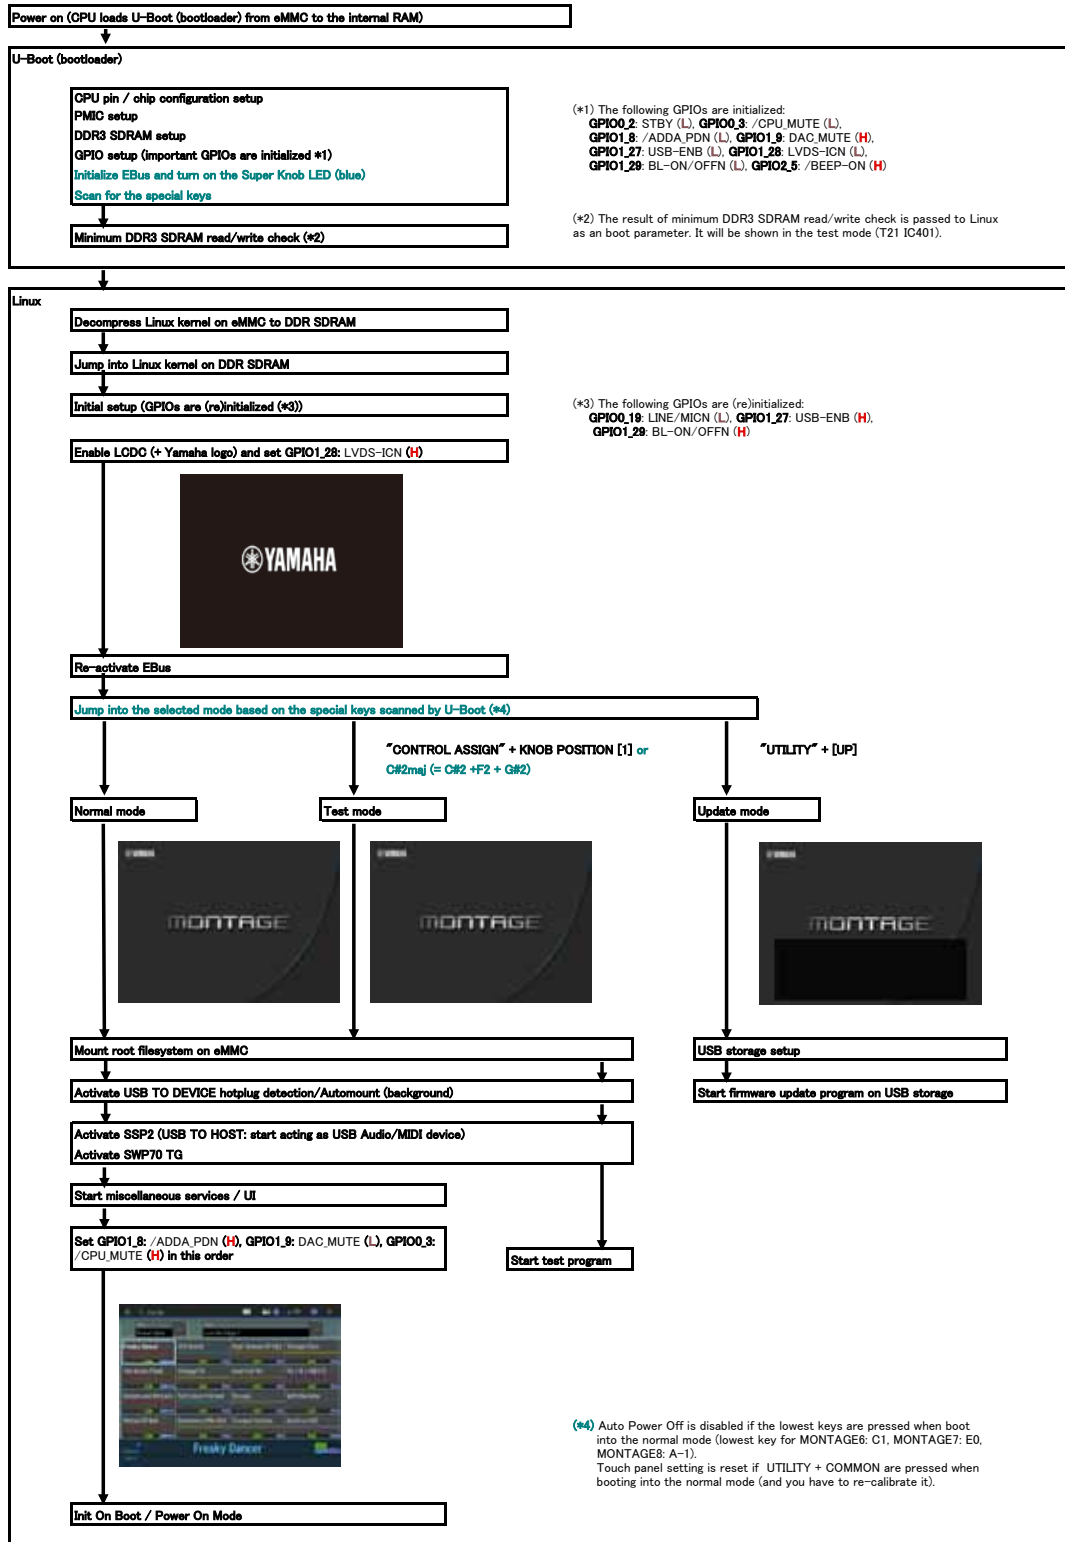 Power on (CPU loads U-Boot (bootloader) from eMMC to the internal RAM)
U-Boot (bootloader)
CPU pin / chip configuration setup
PMIC setup
DDR3 SDRAM setup
GPIO setup (important GPIOs are initialized *1)
Initialize EBus and turn on the Super Knob LED (blue)
Scan for the special keys
Minimum DDR3 SDRAM read/write check (*2)
(*1) The following GPIOs are initialized:
GPIO0_2: STBY (L), GPIO0_3: /CPU_MUTE (L),
GPIO1_8: /ADDA_PDN (L), GPIO1_9: DAC_MUTE (H),
GPIO1_27: USB-ENB (L), GPIO1_28: LVDS-ICN (L),
GPIO1_29: BL-ON/OFFN (L), GPIO2_5: /BEEP-ON (H)
(*2) The result of minimum DDR3 SDRAM read/write check is passed to Linux
as an boot parameter. It will be shown in the test mode (T21 IC401).
Linux
Decompress Linux kernel on eMMC to DDR SDRAM
Jump into Linux kernel on DDR SDRAM
Initial setup (GPIOs are (re)initialized (*3))
(*3) The following GPIOs are (re)initialized:
GPIO0_19: LINE/MICN (L), GPIO1_27: USB-ENB (H),
GPIO1_29: BL-ON/OFFN (H)
Enable LCDC (+ Yamaha logo) and set GPIO1_28: LVDS-ICN (H)
YAMAHA
Re-activate EBus
Jump into the selected mode based on the special keys scanned by U-Boot (*4)
"CONTROL ASSIGN" + KNOB POSITION [1] or
C#2maj (= C#2 +F2 + G#2)
"UTILITY" + [UP]
Normal mode
Test mode
Update mode
MONTAGE
MONTAGE
MONTAGE
Mount root filesystem on eMMC
USB storage setup
Activate USB TO DEVICE hotplug detection/Automount (background)
Start firmware update program on USB storage
Activate SSP2 (USB TO HOST: start acting as USB Audio/MIDI device)
Activate SWP70 TG
Start miscellaneous services / UI
Set GPIO1_8: /ADDA_PDN (H), GPIO1_9: DAC_MUTE (L), GPIO0_3:
/CPU_MUTE (H) in this order
Start test program
Freaky Dancer
(*4) Auto Power Off is disabled if the lowest keys are pressed when boot
into the normal mode (lowest key for MONTAGE6: C1, MONTAGE7: E0,
MONTAGE8: A-1).
Touch panel setting is reset if UTILITY + COMMON are pressed when
booting into the normal mode (and you have to re-calibrate it).
Init On Boot / Power On Mode